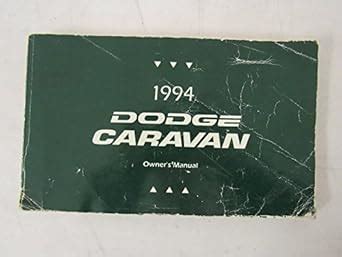 1994
DODGE
CARAVAN
Owner's Manual